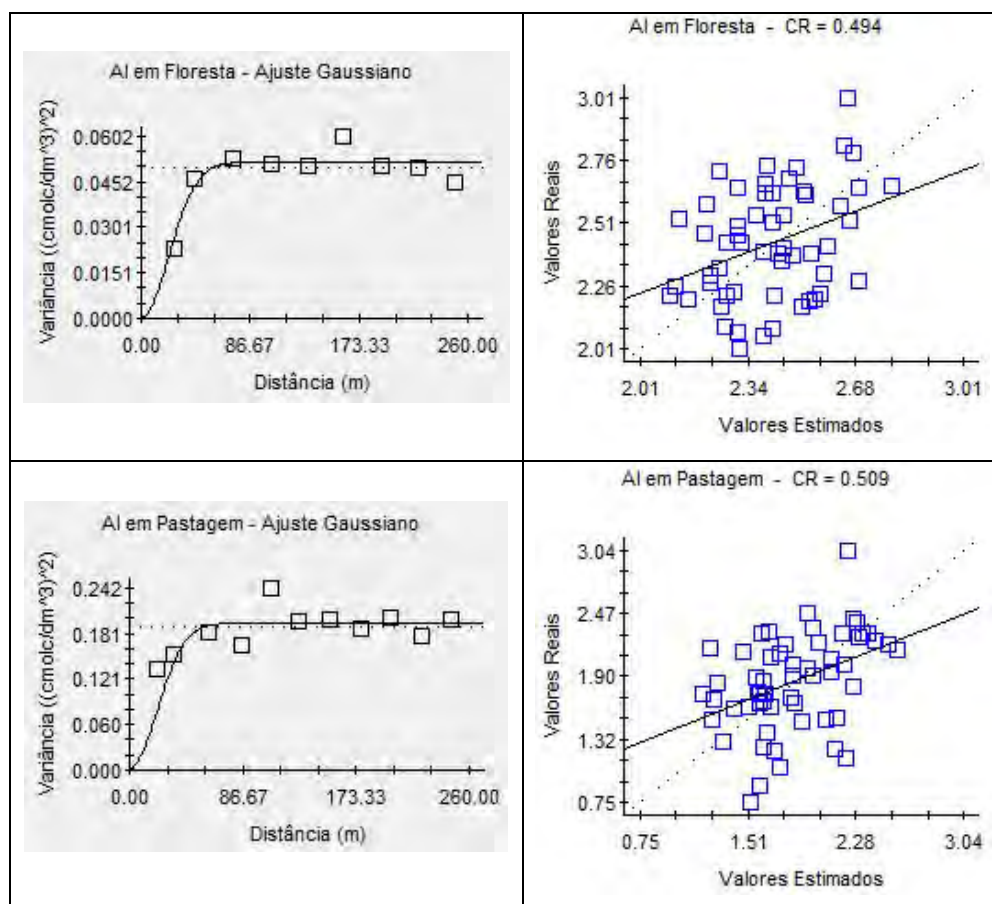 Al em Floresta - Ajuste Gaussiano
Variância ((cmolc/dm^3)^2)
0.0602
0.0452
0.0301
0.0151
0.0000
0.00 86.67 173.33 260.00
Distância (m)
Al em Floresta - CR = 0.494
Valores Reais
3.01
2.76
2.51
2.26
2.01
2.01 2.34 2.68 3.01
Valores Estimados
Al em Pastagem - Ajuste Gaussiano
Variância ((cmolc/dm^3)^2)
0.242
0.181
0.121
0.060
0.000
0.00 86.67 173.33 260.00
Distância (m)
Al em Pastagem - CR = 0.509
Valores Reais
3.04
2.47
1.90
1.32
0.75
0.75 1.51 2.28 3.04
Valores Estimados